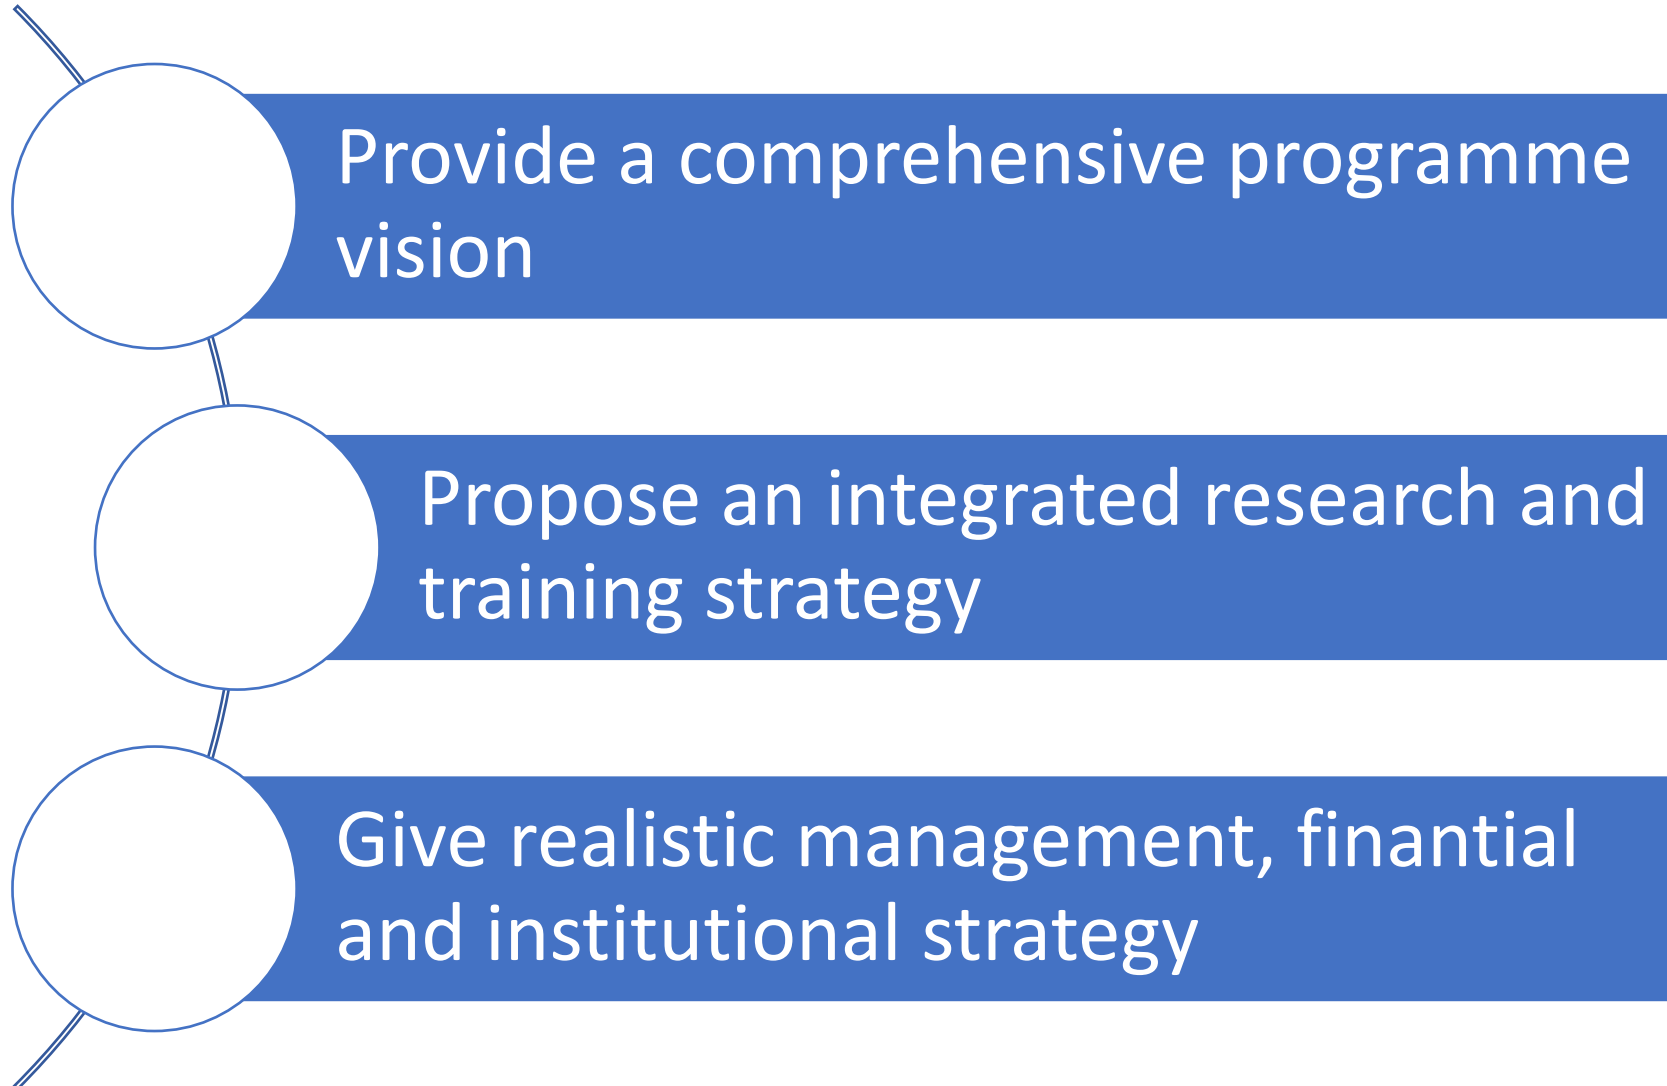 Provide a comprehensive programme
vision
Propose an integrated research and
training strategy
Give realistic management, finantial
and institutional strategy